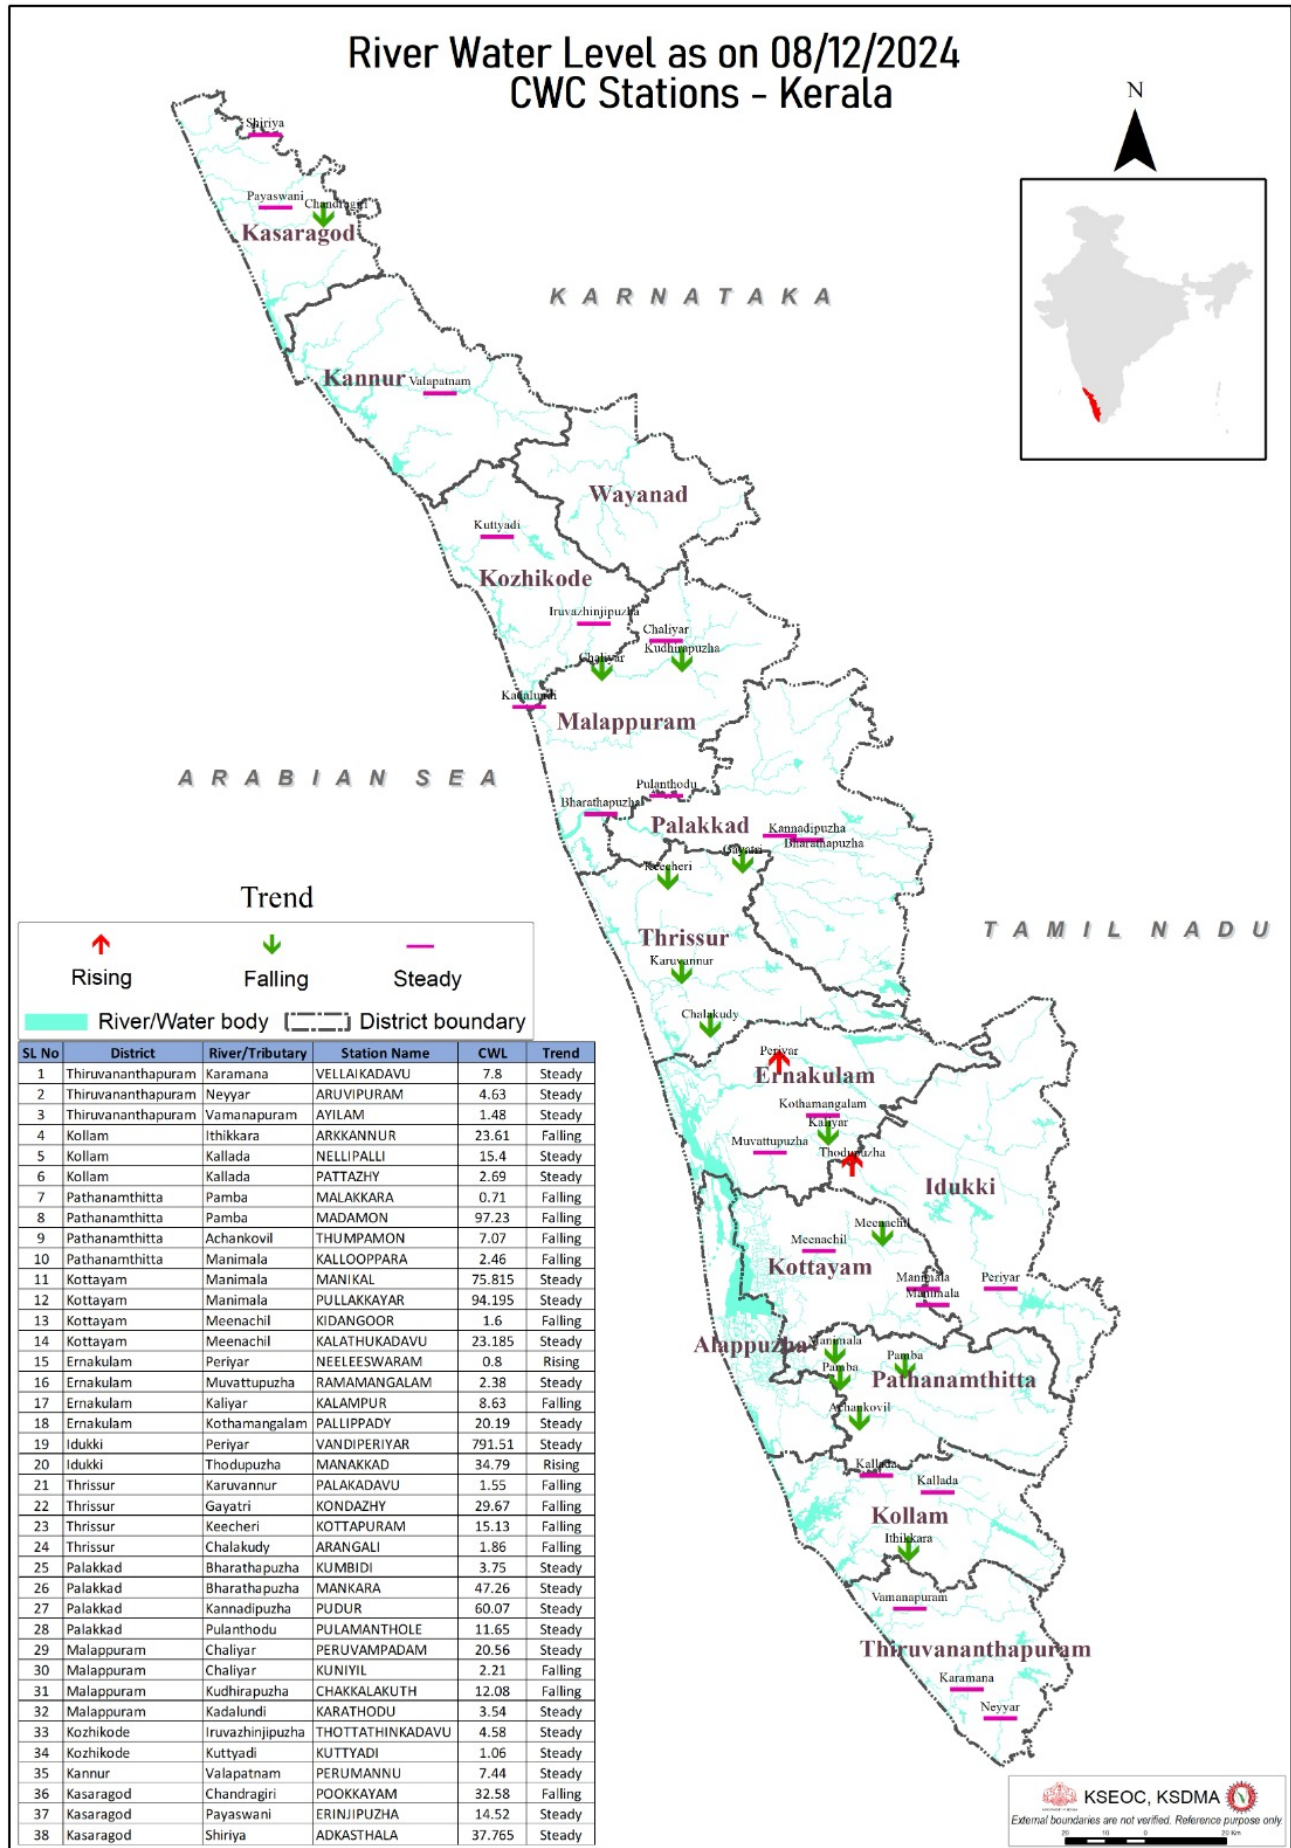 River Water Level as on 08/12/2024
CWC Stations - Kerala
N
Shiriya
Payaswani
Chandragiri
Kasaragod
KARNATAKA
Kannur
Valapatnam
Wayanad
Kuttyadi
Kozhikode
Iruvazhinjipuzha
Chaliyar
Kudhirapuzha
Chaliyar
Kadalundi
Malappuram
ARABIAN SEA
Pulanthodu
Bharathapuzha
Palakkad
Kannadipuzha
Bharathapuzha
Gayatri
Keecheri
Thrissur
TAMIL NADU
Karuvannur
Chalakudy
Periyar
Ernakulam
Kothamangalam
Kaliyar
Muvattupuzha
Thodupuzha
Idukki
Meenachil
Meenachil
Kottayam
Manimala
Periyar
Manimala
Alappuzha
Manimala
Pamba
Pamba
Pathanamthitta
Achankovil
Kallada
Kallada
Kollam
Ithikkara
Vamanapuram
Thiruvananthapuram
Karamana
Neyyar
Trend
Rising Falling Steady
River/Water body District boundary
SL No District River/Tributary Station Name CWL Trend
1 Thiruvananthapuram Karamana VELLAIKADAVU 7.8 Steady
2 Thiruvananthapuram Neyyar ARUVIPURAM 4.63 Steady
3 Thiruvananthapuram Vamanapuram AYILAM 1.48 Steady
4 Kollam Ithikkara ARKKANNUR 23.61 Falling
5 Kollam Kallada NELLIPALLI 15.4 Steady
6 Kollam Kallada PATTAZHY 2.69 Steady
7 Pathanamthitta Pamba MALAKKARA 0.71 Falling
8 Pathanamthitta Pamba MADAMON 97.23 Falling
9 Pathanamthitta Achankovil THUMPAMON 7.07 Falling
10 Pathanamthitta Manimala KALLOOPPARA 2.46 Falling
11 Kottayam Manimala MANIKAL 75.815 Steady
12 Kottayam Manimala PULLAKKAYAR 94.195 Steady
13 Kottayam Meenachil KIDANGOOR 1.6 Falling
14 Kottayam Meenachil KALATHUKADAVU 23.185 Steady
15 Ernakulam Periyar NEELEESWARAM 0.8 Rising
16 Ernakulam Muvattupuzha RAMAMANGALAM 2.38 Steady
17 Ernakulam Kaliyar KALAMPUR 8.63 Falling
18 Ernakulam Kothamangalam PALLIPPADY 20.19 Steady
19 Idukki Periyar VANDIPERIYAR 791.51 Steady
20 Idukki Thodupuzha MANAKKAD 34.79 Rising
21 Thrissur Karuvannur PALAKADAVU 1.55 Falling
22 Thrissur Gayatri KONDAZHY 29.67 Falling
23 Thrissur Keecheri KOTTAPURAM 15.13 Falling
24 Thrissur Chalakudy ARANGALI 1.86 Falling
25 Palakkad Bharathapuzha KUMBIDI 3.75 Steady
26 Palakkad Bharathapuzha MANKARA 47.26 Steady
27 Palakkad Kannadipuzha PUDUR 60.07 Steady
28 Palakkad Pulanthodu PULAMANTHOLE 11.65 Steady
29 Malappuram Chaliyar PERUVAMPADAM 20.56 Steady
30 Malappuram Chaliyar KUNIYIL 2.21 Falling
31 Malappuram Kudhirapuzha CHAKKALAKUTH 12.08 Falling
32 Malappuram Kadalundi KARATHODU 3.54 Steady
33 Kozhikode Iruvazhinjipuzha THOTTATHINKADAVU 4.58 Steady
34 Kozhikode Kuttyadi KUTTYADI 1.06 Steady
35 Kannur Valapatnam PERUMANNU 7.44 Steady
36 Kasaragod Chandragiri POOKKAYAM 32.58 Falling
37 Kasaragod Payaswani ERINJIPUZHA 14.52 Steady
38 Kasaragod Shiriya ADKASTHALA 37.765 Steady
KSEOC, KSDMA
External boundaries are not verified. Reference purpose only.
20 10 0 20 Km